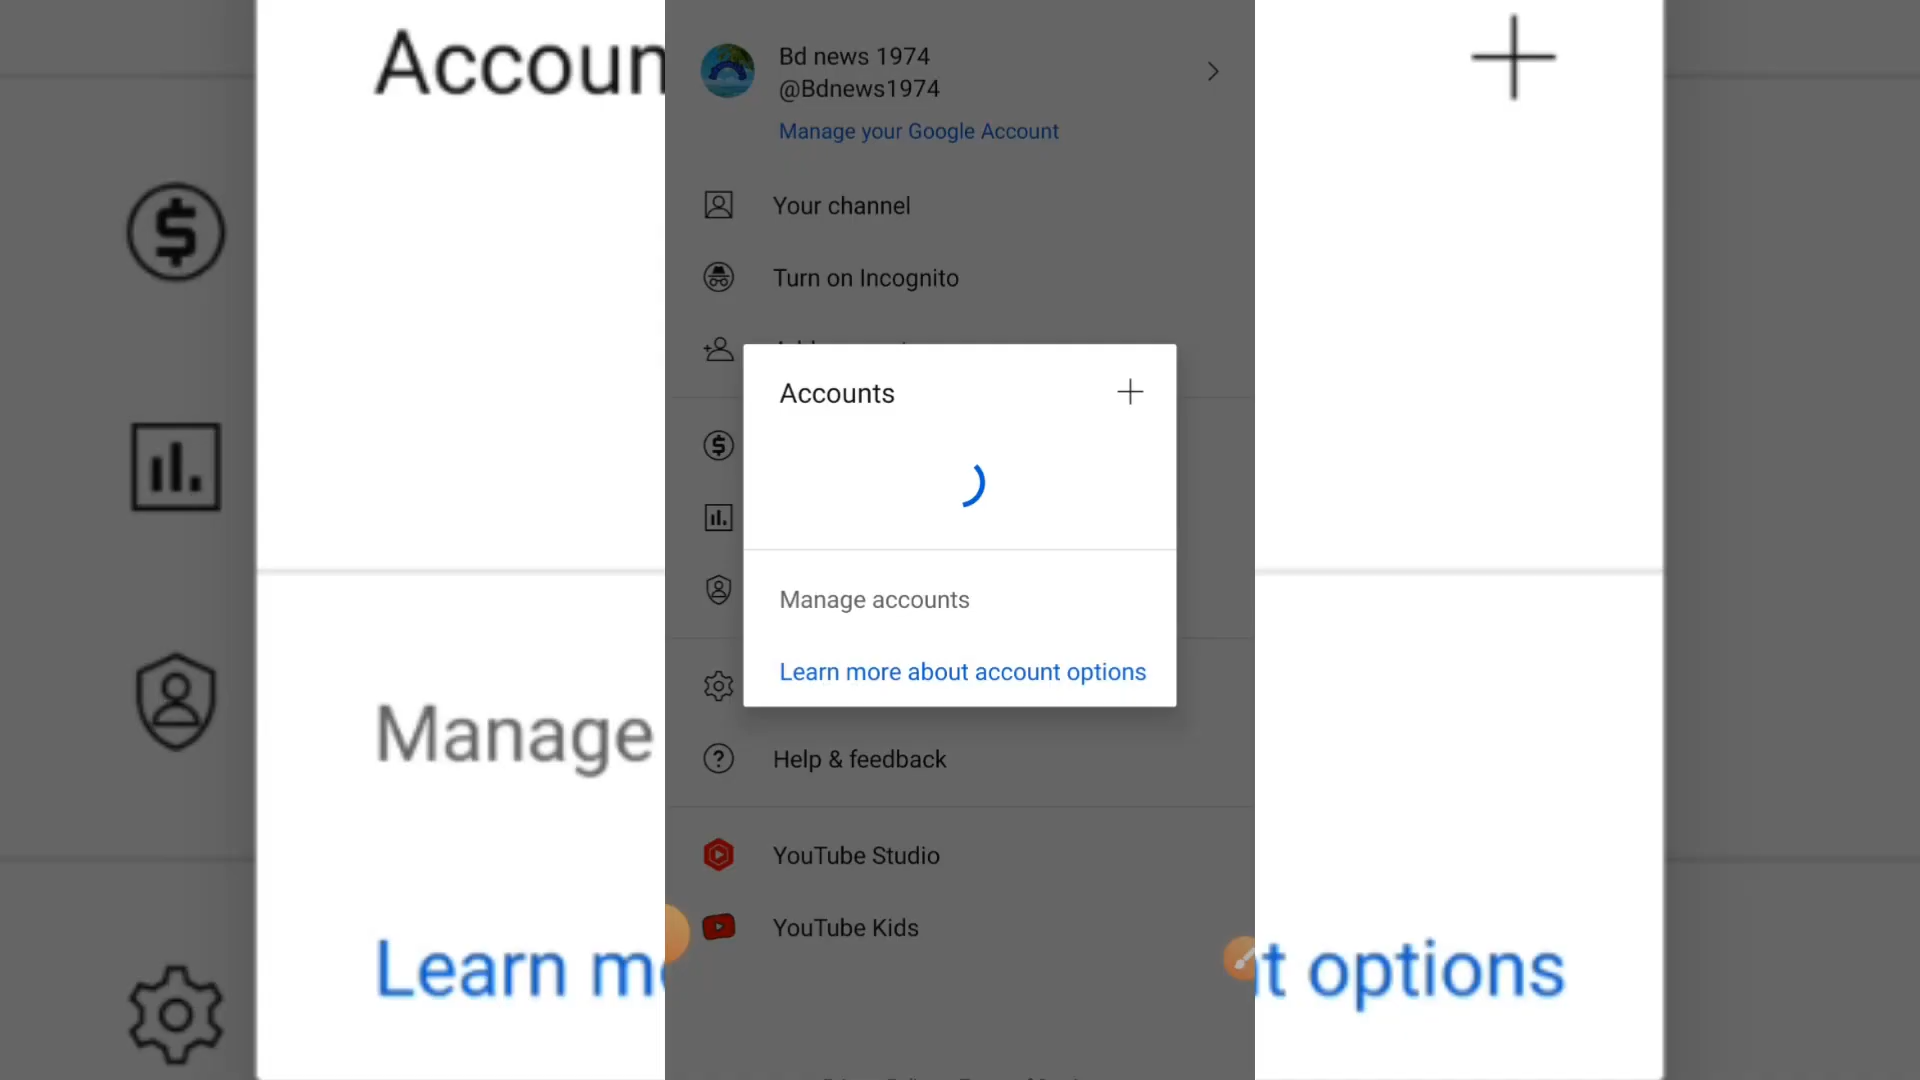 Accoun
Bd news 1974
@Bdnews1974
Manage your Google Account
Your channel
Turn on Incognito
Accounts
Manage accounts
Learn more about account options
Manage
Help & feedback
YouTube Studio
YouTube Kids
Learn m
t options